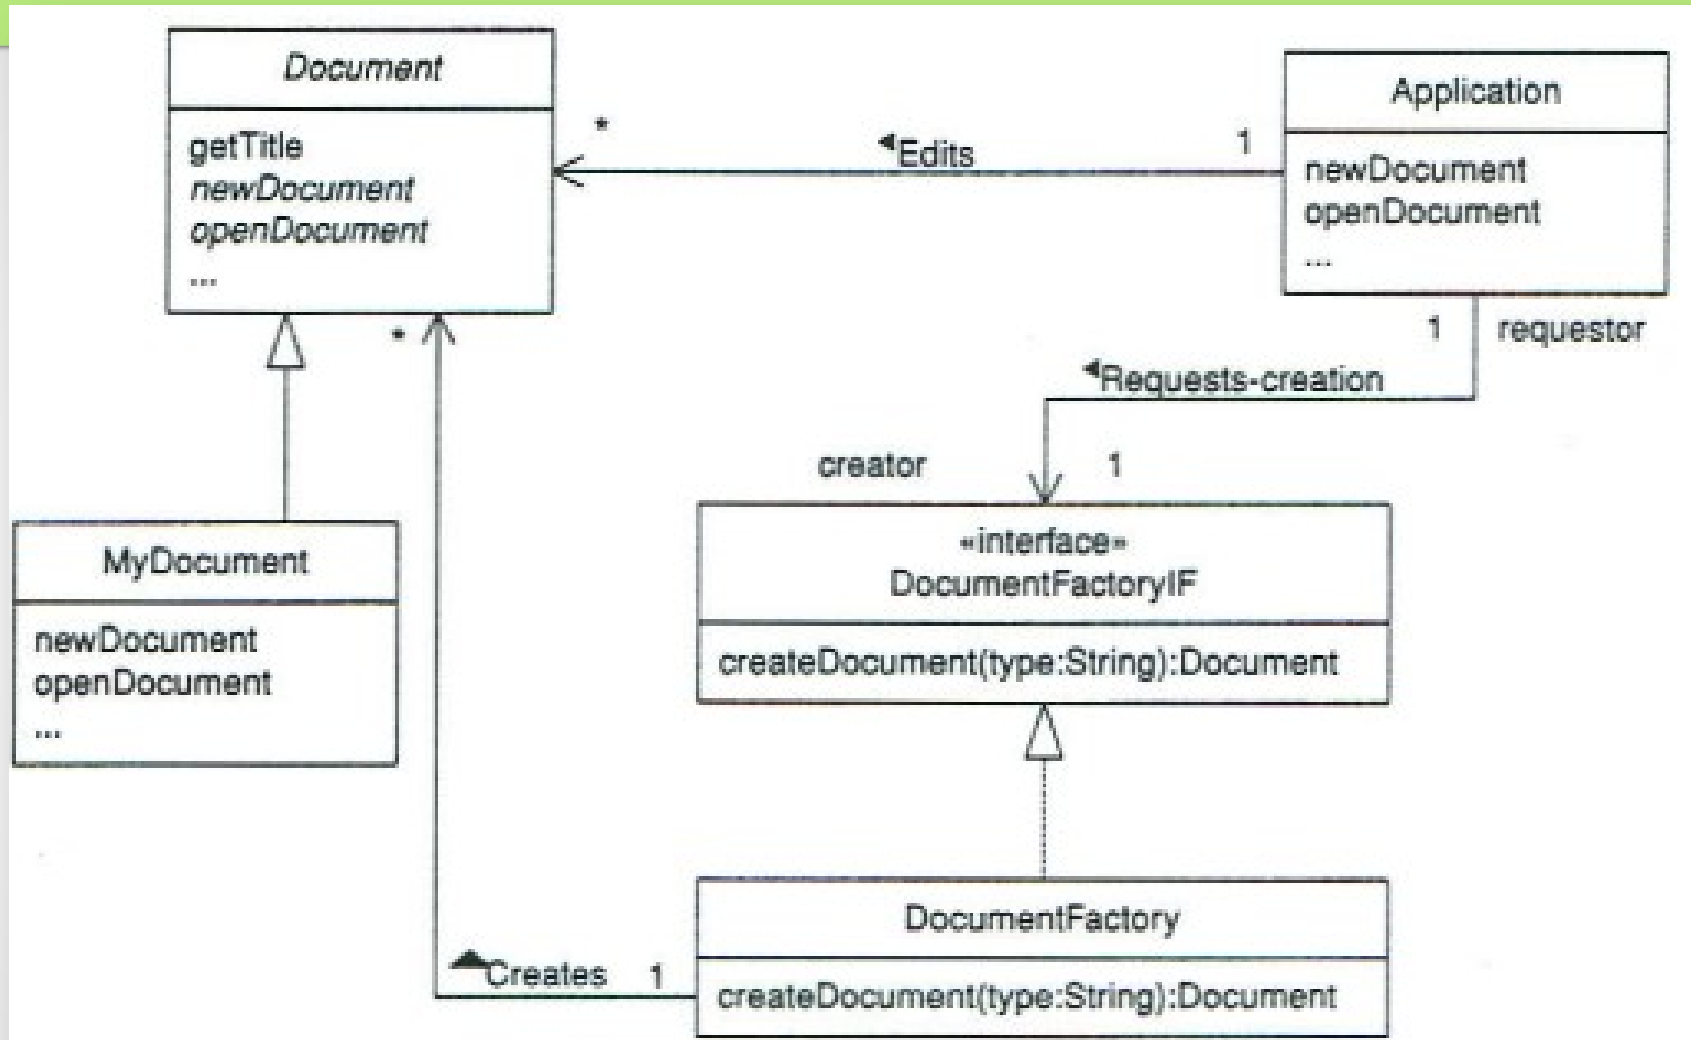 Document
getTitle
newDocument
openDocument
...
*
◄Edits
1
Application
newDocument
openDocument
...
*
1
requestor
◄Requests-creation
creator
1
«interface»
DocumentFactoryIF
createDocument(type:String):Document
MyDocument
newDocument
openDocument
...
DocumentFactory
createDocument(type:String):Document
▲Creates
1